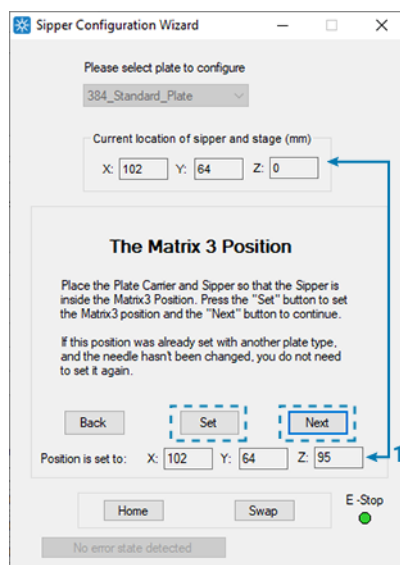 Sipper Configuration Wizard
Please select plate to configure
384_Standard_Plate
Current location of sipper and stage (mm)
X: 102 Y: 64 Z: 0
The Matrix 3 Position
Place the Plate Carrier and Sipper so that the Sipper is
inside the Matrix3 Position. Press the "Set" button to set
the Matrix3 position and the "Next" button to continue.
If this position was already set with another plate type,
and the needle hasn't been changed, you do not need
to set it again.
Back Set Next
Position is set to: X: 102 Y: 64 Z: 95 1
Home Swap E -Stop
No error state detected